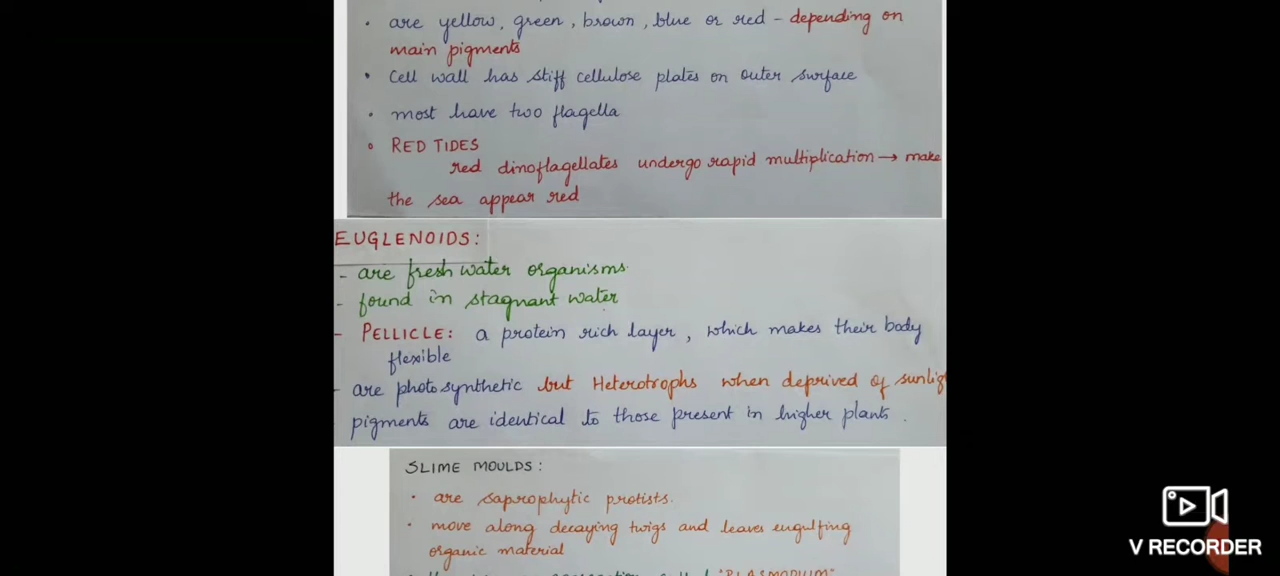 • are yellow, green, brown, blue or red - depending on
main pigments
• Cell wall has stiff cellulose plates on outer surface
• most have two flagella
∘ RED TIDES
red dinoflagellates undergo rapid multiplication → make
the sea appear red
EUGLENOIDS:
- are fresh water organisms.
- found in stagnant water
- PELLICLE: a protein rich layer, which makes their body
flexible
- are photosynthetic but Heterotrophs when deprived of sunlig
pigments are identical to those present in higher plants.
SLIME MOULDS:
• are saprophytic protists.
• move along decaying twigs and leaves engulfing
organic material
"PLASMODIUM"
V RECORDER